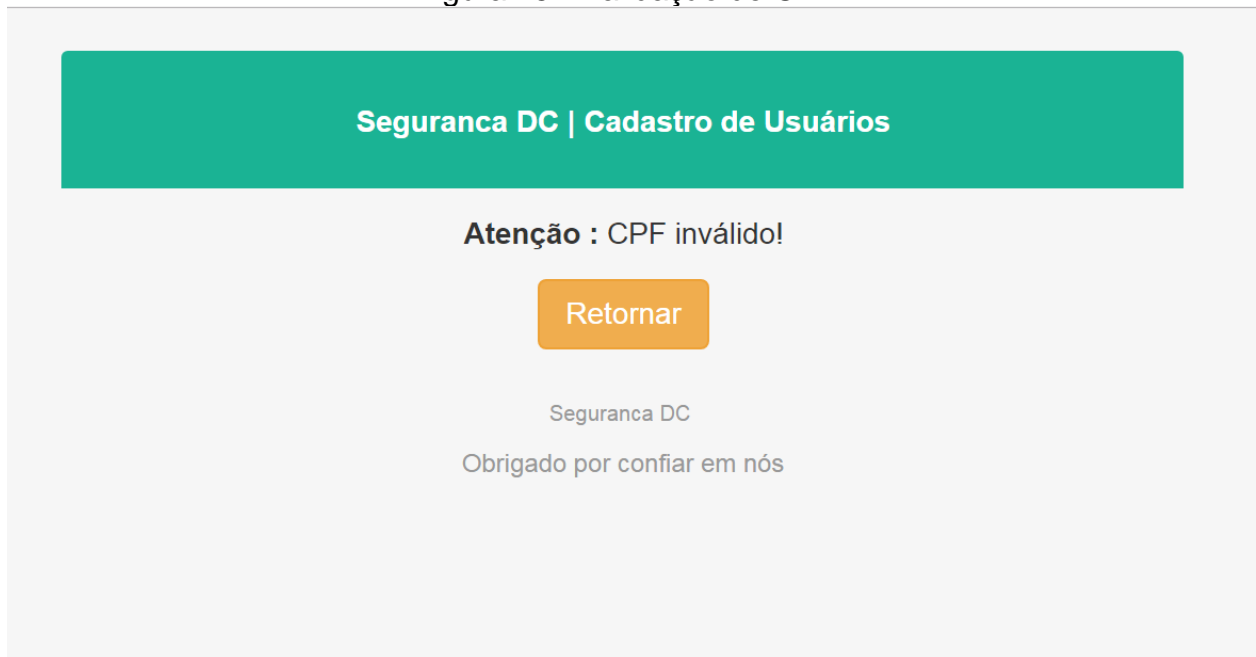 Seguranca DC | Cadastro de Usuários
Atenção : CPF inválido!
Retornar
Seguranca DC
Obrigado por confiar em nós